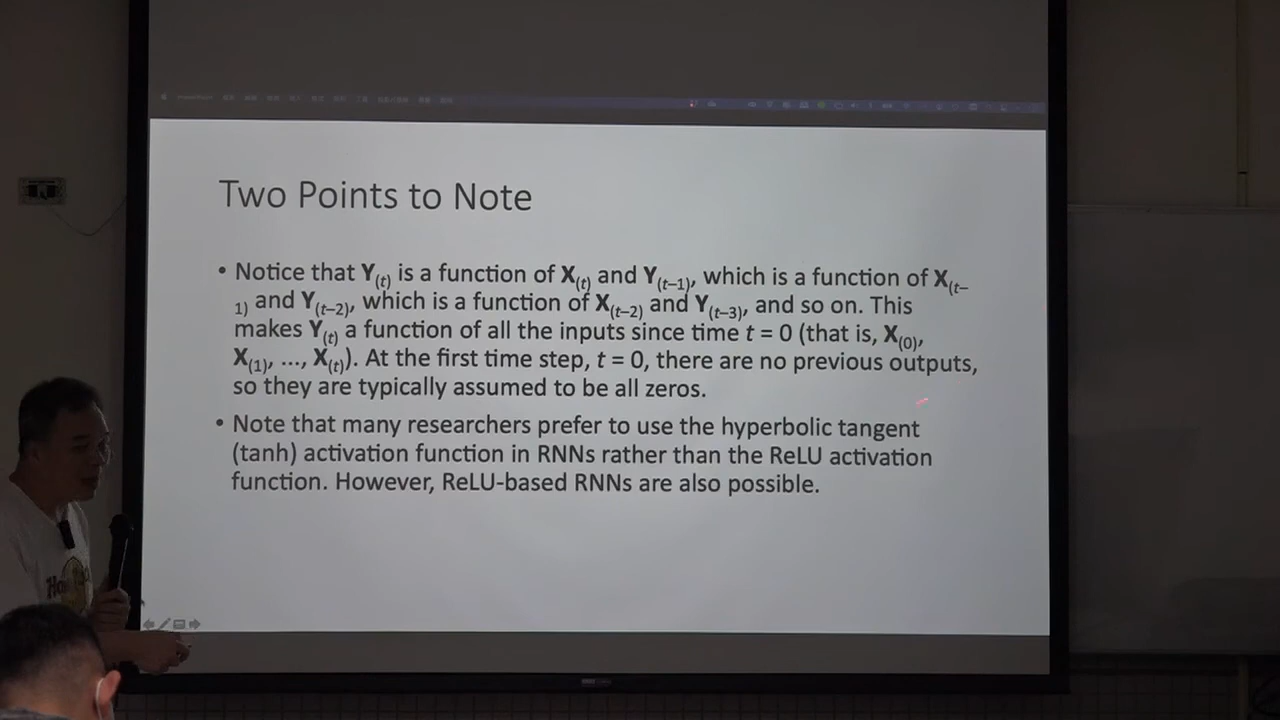 Two Points to Note
• Notice that Y(t) is a function of X(t) and Y(t–1), which is a function of X(t–
1) and Y(t–2), which is a function of X(t–2) and Y(t–3), and so on. This
makes Y(t) a function of all the inputs since time t = 0 (that is, X(0),
X(1), ..., X(t)). At the first time step, t = 0, there are no previous outputs,
so they are typically assumed to be all zeros.
• Note that many researchers prefer to use the hyperbolic tangent
(tanh) activation function in RNNs rather than the ReLU activation
function. However, ReLU-based RNNs are also possible.